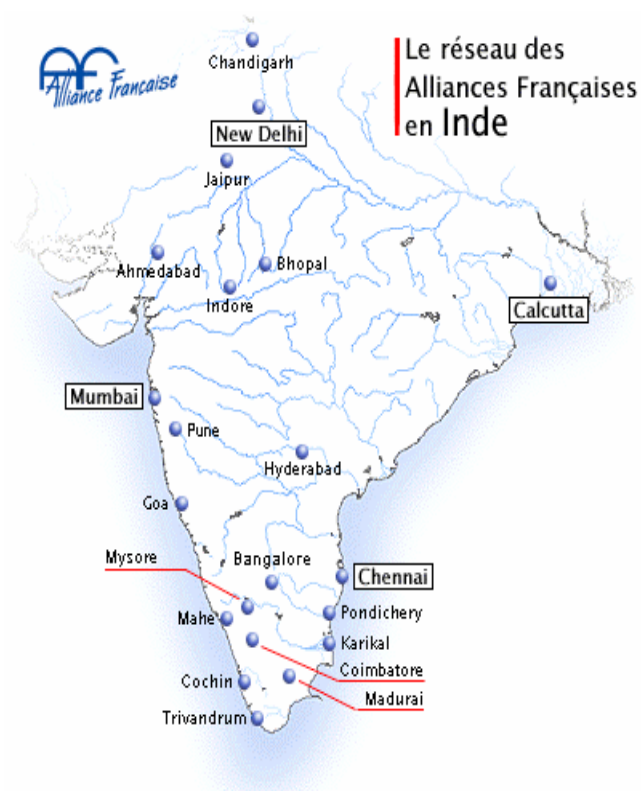 Alliance Française
Le réseau des
Alliances Françaises
en Inde
Chandigarh
New Delhi
Jaipur
Ahmedabad
Bhopal
Indore
Calcutta
Mumbai
Pune
Hyderabad
Goa
Mysore
Bangalore
Chennai
Mahe
Pondichery
Karikal
Coimbatore
Cochin
Madurai
Trivandrum